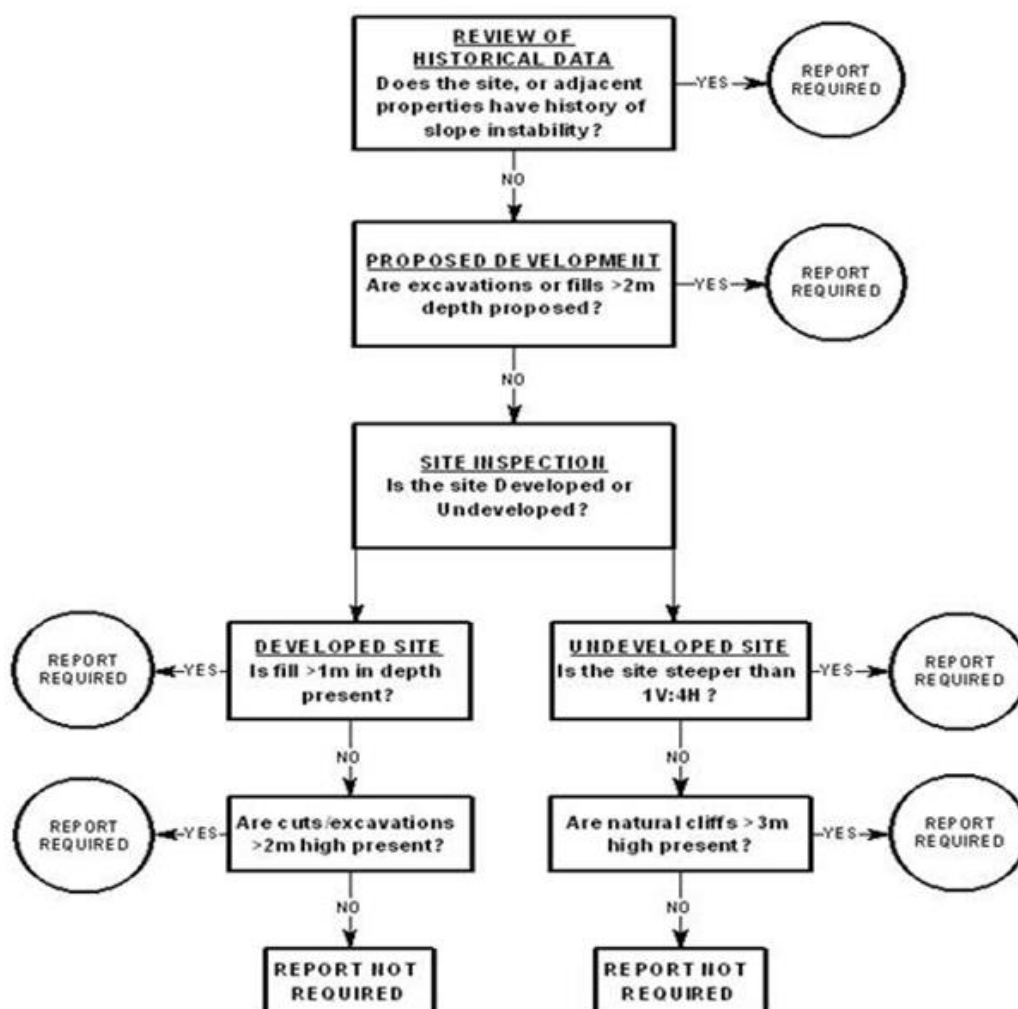 REVIEW OF
HISTORICAL DATA
Does the site, or adjacent
properties have history of
slope instability?
YES
REPORT
REQUIRED
NO
PROPOSED DEVELOPMENT
Are excavations or fills >2m
depth proposed?
YES
REPORT
REQUIRED
NO
SITE INSPECTION
Is the site Developed or
Undeveloped?
REPORT
REQUIRED
YES
DEVELOPED SITE
Is fill >1m in depth
present?
UNDEVELOPED SITE
Is the site steeper than
1V:4H ?
YES
REPORT
REQUIRED
NO
NO
REPORT
REQUIRED
YES
Are cuts/excavations
>2m high present?
Are natural cliffs >3m
high present?
YES
REPORT
REQUIRED
NO
NO
REPORT NOT
REQUIRED
REPORT NOT
REQUIRED